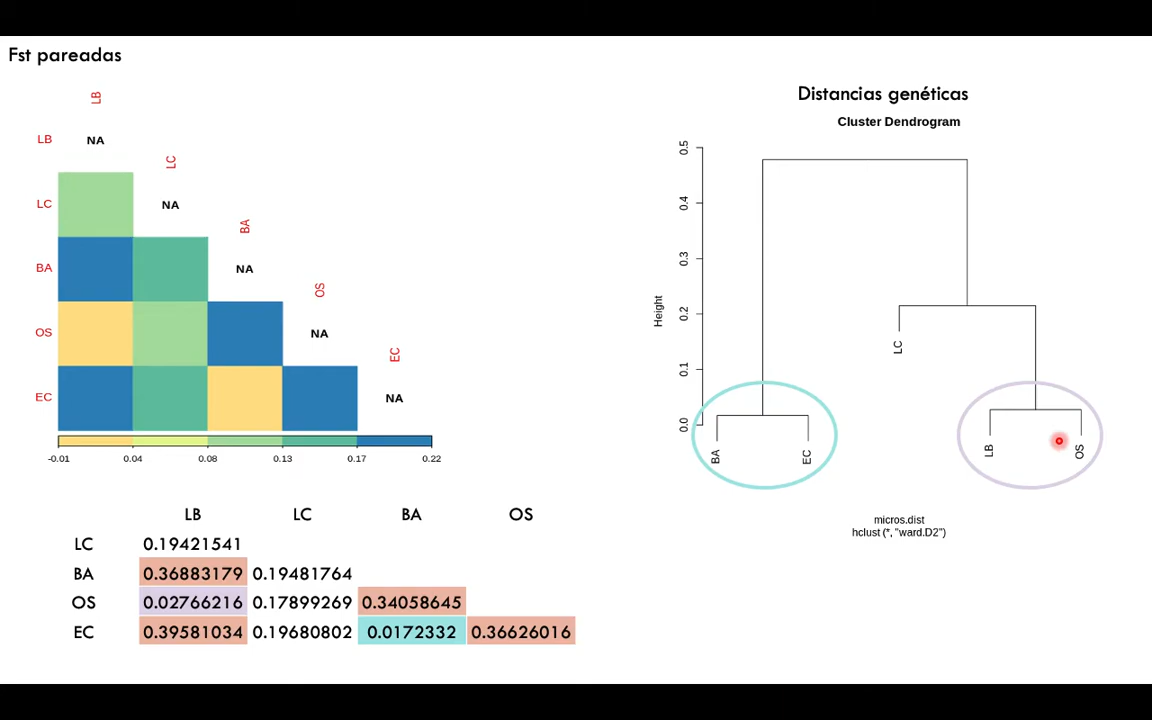 Fst pareadas
LB
LB NA
LC
LC NA
BA
BA NA
OS
OS NA
EC
EC NA
-0.01 0.04 0.08 0.13 0.17 0.22
LB LC BA OS
LC 0.19421541
BA 0.36883179 0.19481764
OS 0.02766216 0.17899269 0.34058645
EC 0.39581034 0.19680802 0.0172332 0.36626016
Distancias genéticas
Cluster Dendrogram
Height
0.5
0.4
0.3
0.2
0.1
0.0
LC
BA EC LB OS
micros.dist
hclust (*, "ward.D2")